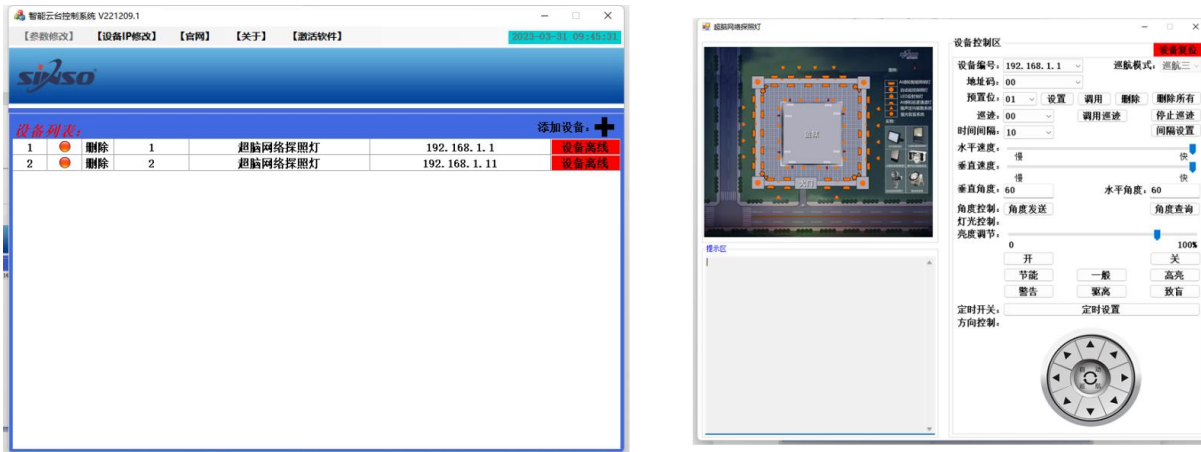 智能云台控制系统 V221209.1
【参数修改】 【设备IP修改】 【官网】 【关于】 【激活软件】 2023-03-31 09:45:31
sinso
设备列表: 添加设备:
1 删除 1 超脑网络探照灯 192.168.1.1 设备离线
2 删除 2 超脑网络探照灯 192.168.1.11 设备离线
超脑网络探照灯
大门
提示区
设备控制区 设备复位
设备编号: 192.168.1.1 巡航模式: 巡航三
地址码: 00
预置位: 01 设置 调用 删除 删除所有
巡迹: 00 调用巡迹 停止巡迹
时间间隔: 10 间隔设置
水平速度:
慢 快
垂直速度:
慢 快
垂直角度: 60 水平角度: 60
角度控制: 角度发送 角度查询
灯光控制:
亮度调节:
0 100%
开 关
节能 一般 高亮
警告 驱离 致盲
定时开关: 定时设置
方向控制:
自动
巡航